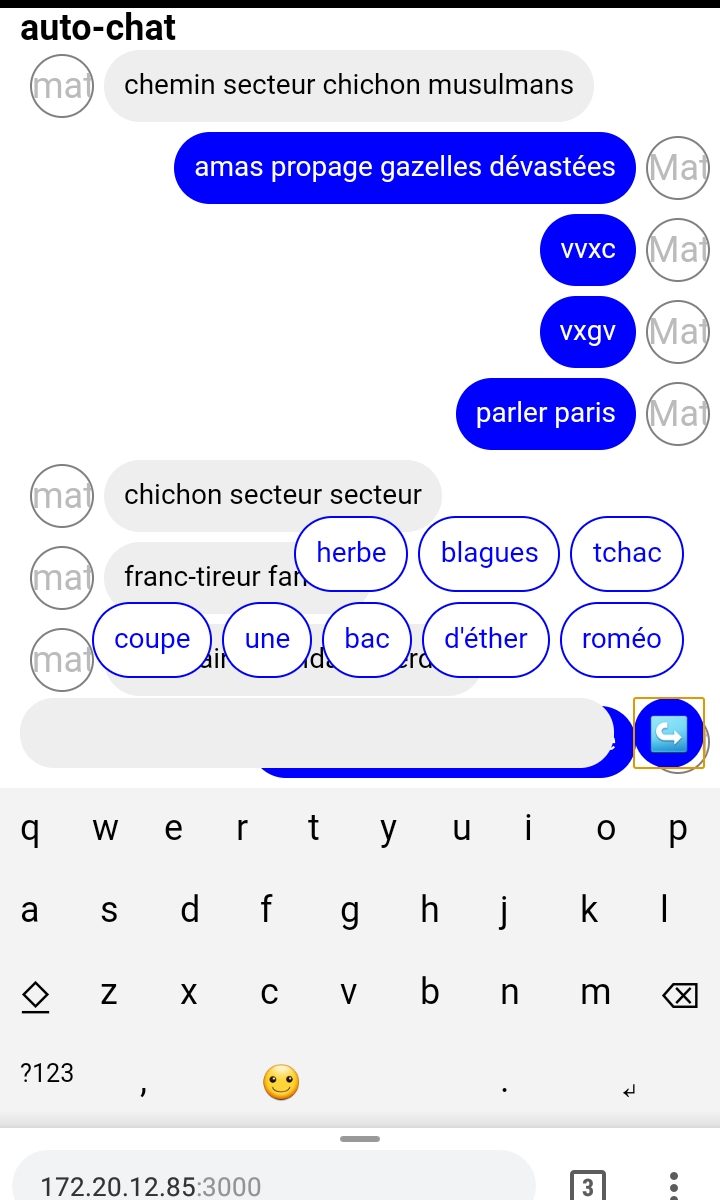 auto-chat
mat chemin secteur chichon musulmans
amas propage gazelles dévastées Mat
vvxc Mat
vxgv Mat
parler paris Mat
mat chichon secteur secteur
herbe blagues tchac
mat franc-tireur
coupe une bac d'éther roméo
mat
q w e r t y u i o p
a s d f g h j k l
z x c v b n m
?123 , .
172.20.12.85:3000
3